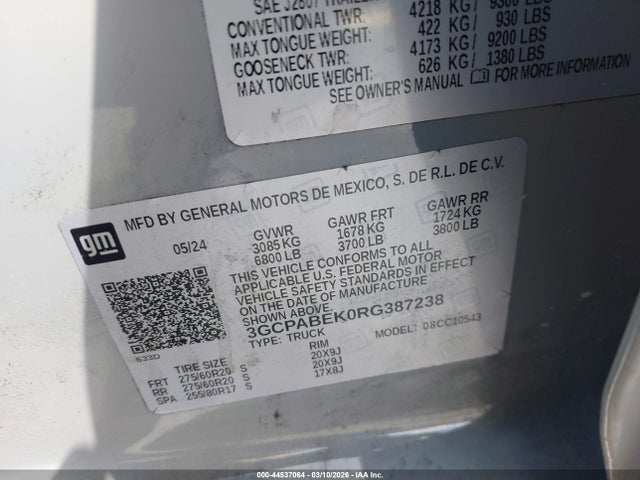 SAE J2807 TRAILER
CONVENTIONAL TWR: 4218 KG/ 9300 LBS
MAX TONGUE WEIGHT: 422 KG/ 930 LBS
GOOSENECK TWR: 4173 KG/ 9200 LBS
MAX TONGUE WEIGHT: 626 KG/ 1380 LBS
SEE OWNER'S MANUAL FOR MORE INFORMATION
gm
MFD BY GENERAL MOTORS DE MEXICO, S. DE R.L. DE C.V.
05/24 GVWR GAWR FRT GAWR RR
3085 KG 1678 KG 1724 KG
6800 LB 3700 LB 3800 LB
THIS VEHICLE CONFORMS TO ALL
APPLICABLE U.S. FEDERAL MOTOR
VEHICLE SAFETY STANDARDS IN EFFECT
ON THE DATE OF MANUFACTURE
SHOWN ABOVE.
3GCPABEK0RG387238
TYPE: TRUCK MODEL: 08CC10543
633D
TIRE SIZE RIM
FRT 275/60R20 S 20X9J
RR 275/60R20 S 20X9J
SPA 255/80R17 S 17X8J
000-44537064 | 03/10/2026 - IAAI.COM